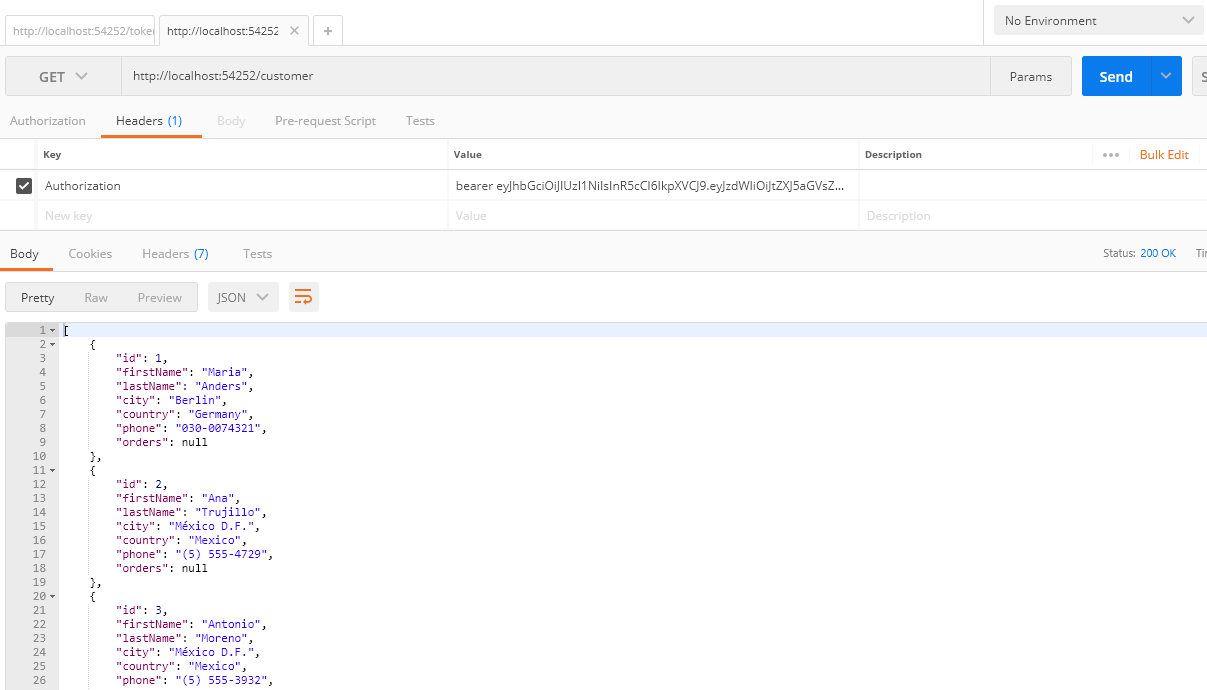 http://localhost:54252/token http://localhost:54252 × + No Environment
GET http://localhost:54252/customer Params Send S
Authorization Headers (1) Body Pre-request Script Tests
Key Value Description ••• Bulk Edit
Authorization bearer
New key Value Description
Body Cookies Headers (7) Tests Status: 200 OK Tir
Pretty Raw Preview JSON
1 [
2 {
3 "id": 1,
4 "firstName": "Maria",
5 "lastName": "Anders",
6 "city": "Berlin",
7 "country": "Germany",
8 "phone": "030-0074321",
9 "orders": null
10 },
11 {
12 "id": 2,
13 "firstName": "Ana",
14 "lastName": "Trujillo",
15 "city": "México D.F.",
16 "country": "Mexico",
17 "phone": "(5) 555-4729",
18 "orders": null
19 },
20 {
21 "id": 3,
22 "firstName": "Antonio",
23 "lastName": "Moreno",
24 "city": "México D.F.",
25 "country": "Mexico",
26 "phone": "(5) 555-3932",